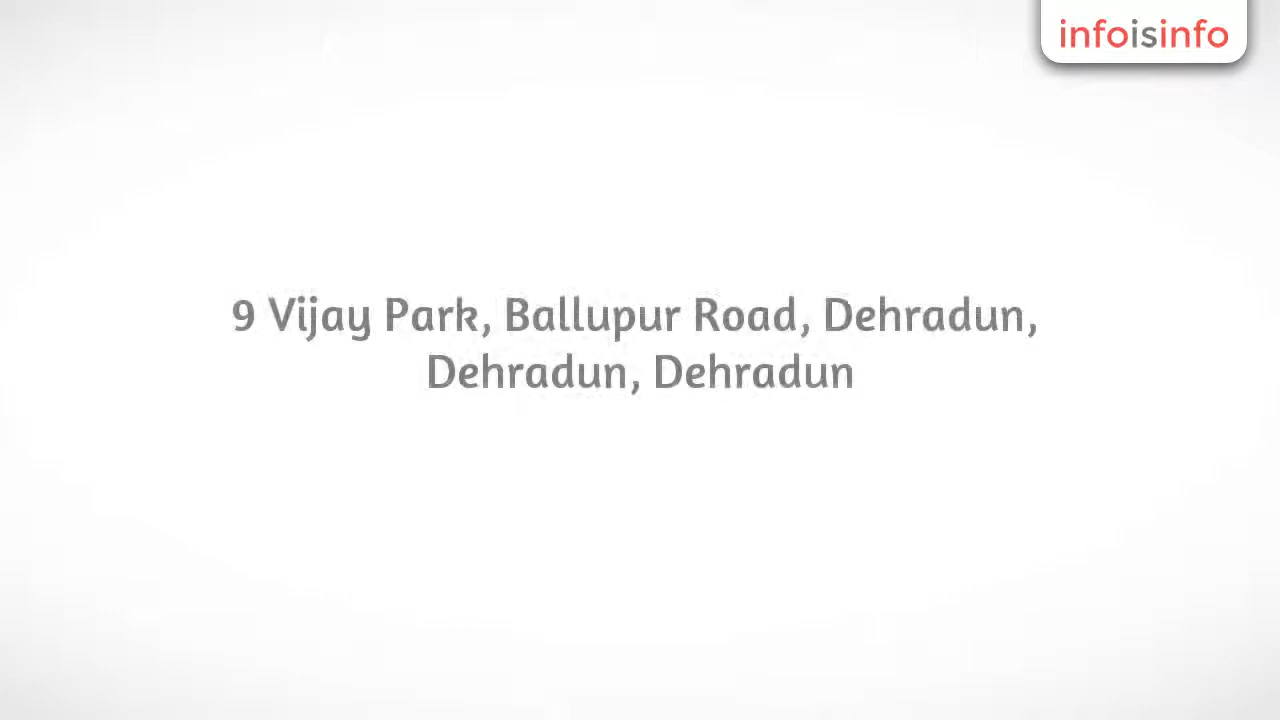 infoisinfo
9 Vijay Park, Ballupur Road, Dehradun,
Dehradun, Dehradun